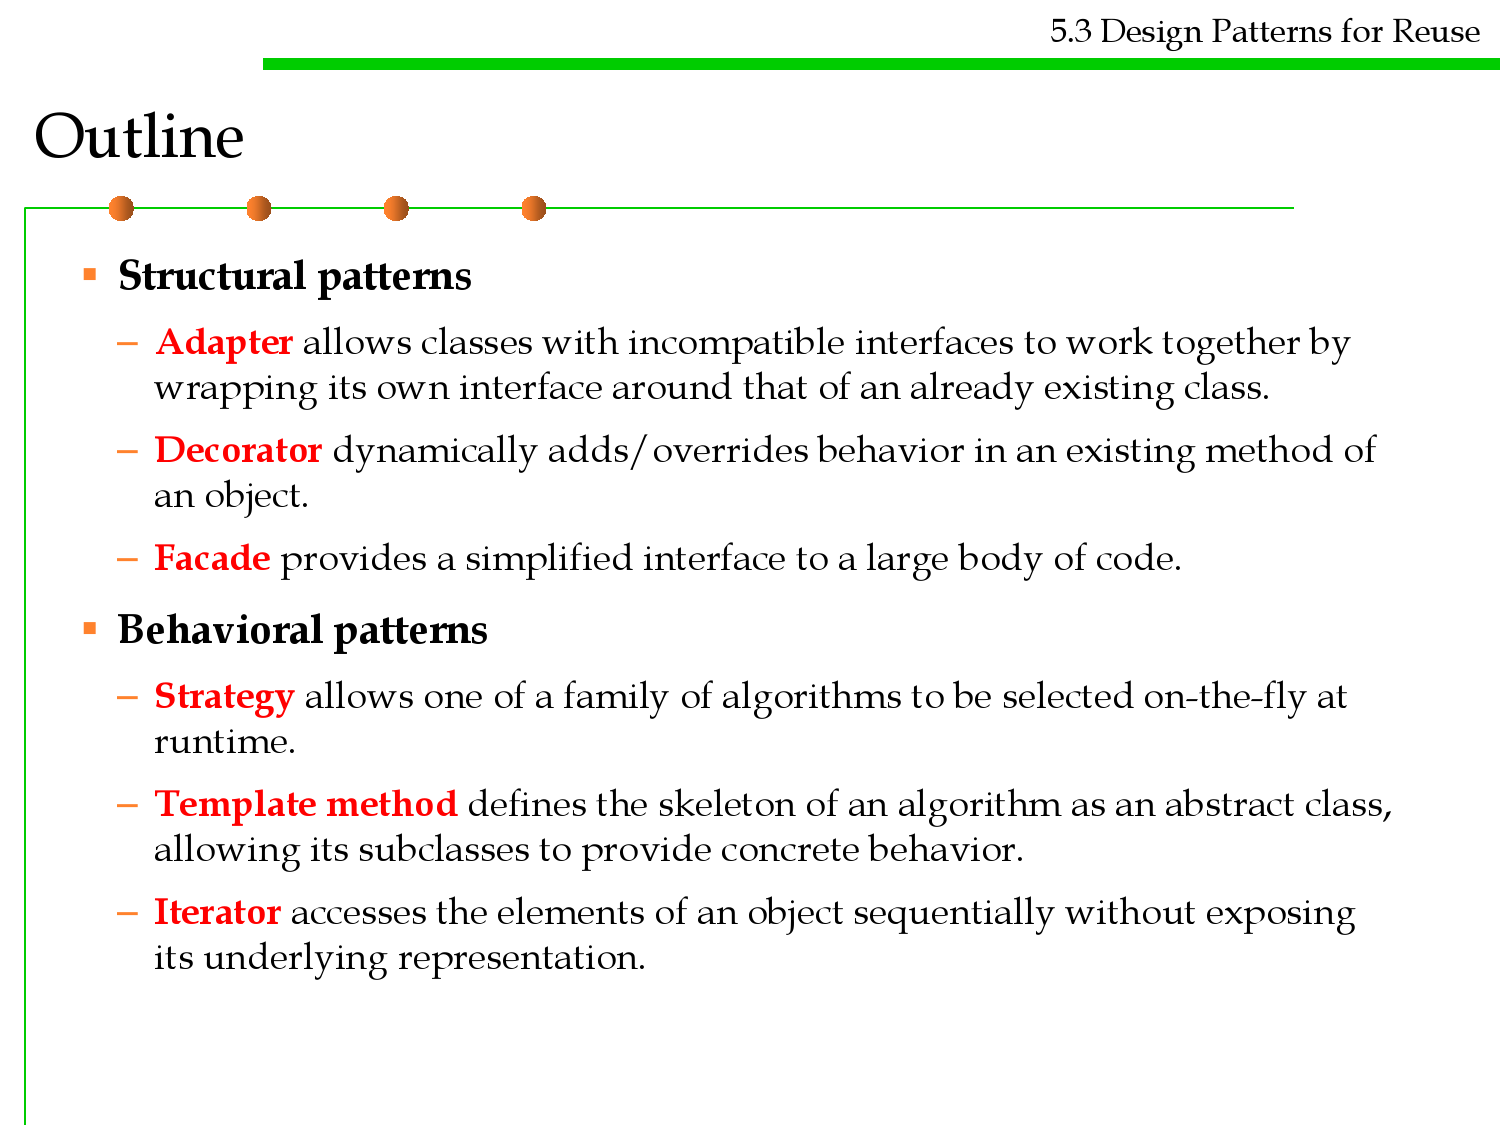 5.3 Design Patterns for Reuse
Outline
▪ Structural patterns
– Adapter allows classes with incompatible interfaces to work together by
wrapping its own interface around that of an already existing class.
– Decorator dynamically adds/overrides behavior in an existing method of
an object.
– Facade provides a simplified interface to a large body of code.
▪ Behavioral patterns
– Strategy allows one of a family of algorithms to be selected on-the-fly at
runtime.
– Template method defines the skeleton of an algorithm as an abstract class,
allowing its subclasses to provide concrete behavior.
– Iterator accesses the elements of an object sequentially without exposing
its underlying representation.